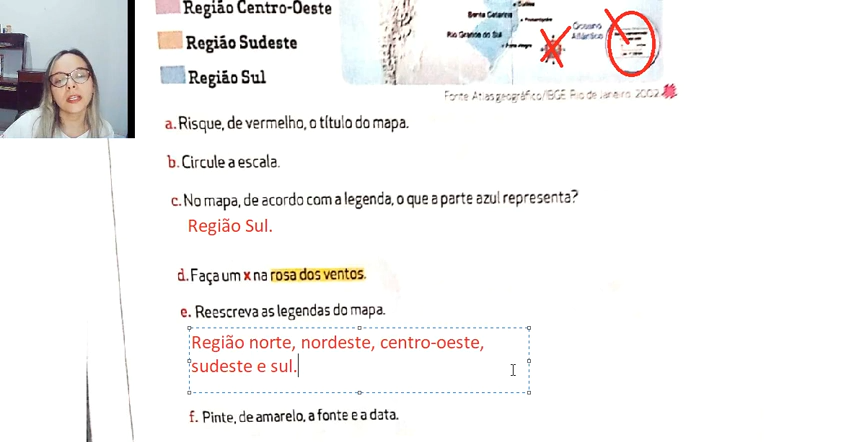 Região Centro-Oeste
Região Sudeste
Região Sul
Santa Catarina
Rio Grande do Sul
Porto Alegre
Oceano
Atlântico
Fonte Atlas geográfico/IBGE Rio de Janeiro, 2002
a. Risque, de vermelho, o título do mapa.
b. Circule a escala.
c. No mapa, de acordo com a legenda, o que a parte azul representa?
Região Sul.
d. Faça um x na rosa dos ventos.
e. Reescreva as legendas do mapa.
Região norte, nordeste, centro-oeste,
sudeste e sul.
f. Pinte, de amarelo, a fonte e a data.